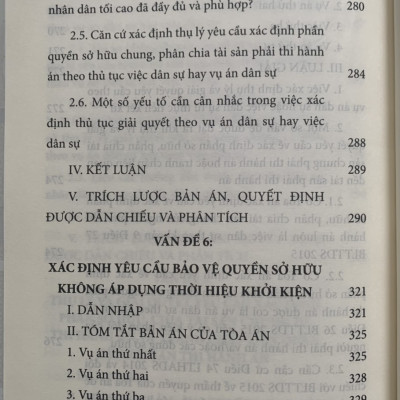 nhân dân tối cao đã đầy đủ và phù hợp? 280
2.5. Căn cứ xác định thụ lý yêu cầu xác định phần
quyền sở hữu chung, phân chia tài sản phải thi hành
án theo thủ tục việc dân sự hay vụ án dân sự 284
2.6. Một số yếu tố cần cân nhắc trong việc xác
định thủ tục giải quyết theo vụ án dân sự hay việc
dân sự 288
IV. KẾT LUẬN 289
V. TRÍCH LƯỢC BẢN ÁN, QUYẾT ĐỊNH
ĐƯỢC DẪN CHIẾU VÀ PHÂN TÍCH 290
VẤN ĐỀ 6:
XÁC ĐỊNH YÊU CẦU BẢO VỆ QUYỀN SỞ HỮU
KHÔNG ÁP DỤNG THỜI HIỆU KHỞI KIỆN 321
I. DẪN NHẬP 321
II. TÓM TẮT BẢN ÁN CỦA TÒA ÁN 325
1. Vụ án thứ nhất 325
2. Vụ án thứ hai 328
3. Vụ án thứ ba 329